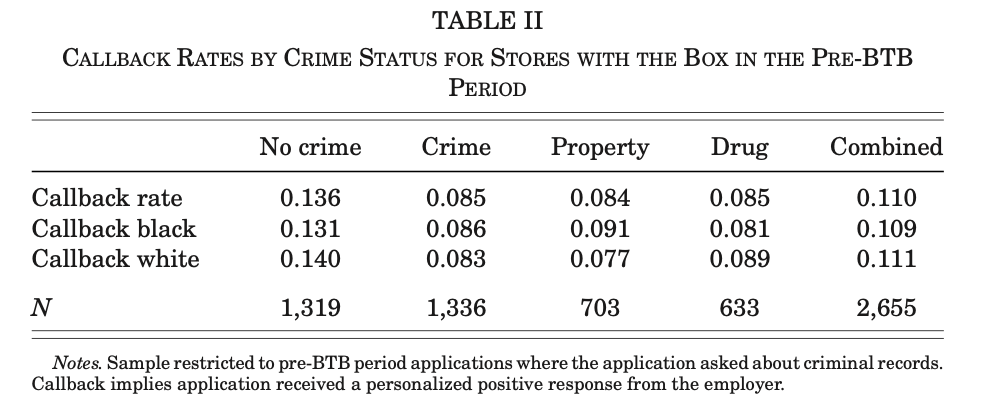 TABLE II
CALLBACK RATES BY CRIME STATUS FOR STORES WITH THE BOX IN THE PRE-BTB
PERIOD
No crime Crime Property Drug Combined
Callback rate 0.136 0.085 0.084 0.085 0.110
Callback black 0.131 0.086 0.091 0.081 0.109
Callback white 0.140 0.083 0.077 0.089 0.111
N 1,319 1,336 703 633 2,655
Notes. Sample restricted to pre-BTB period applications where the application asked about criminal records.
Callback implies application received a personalized positive response from the employer.